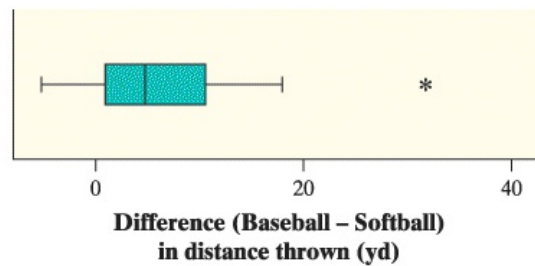 0 20 40
Difference (Baseball – Softball)
in distance thrown (yd)